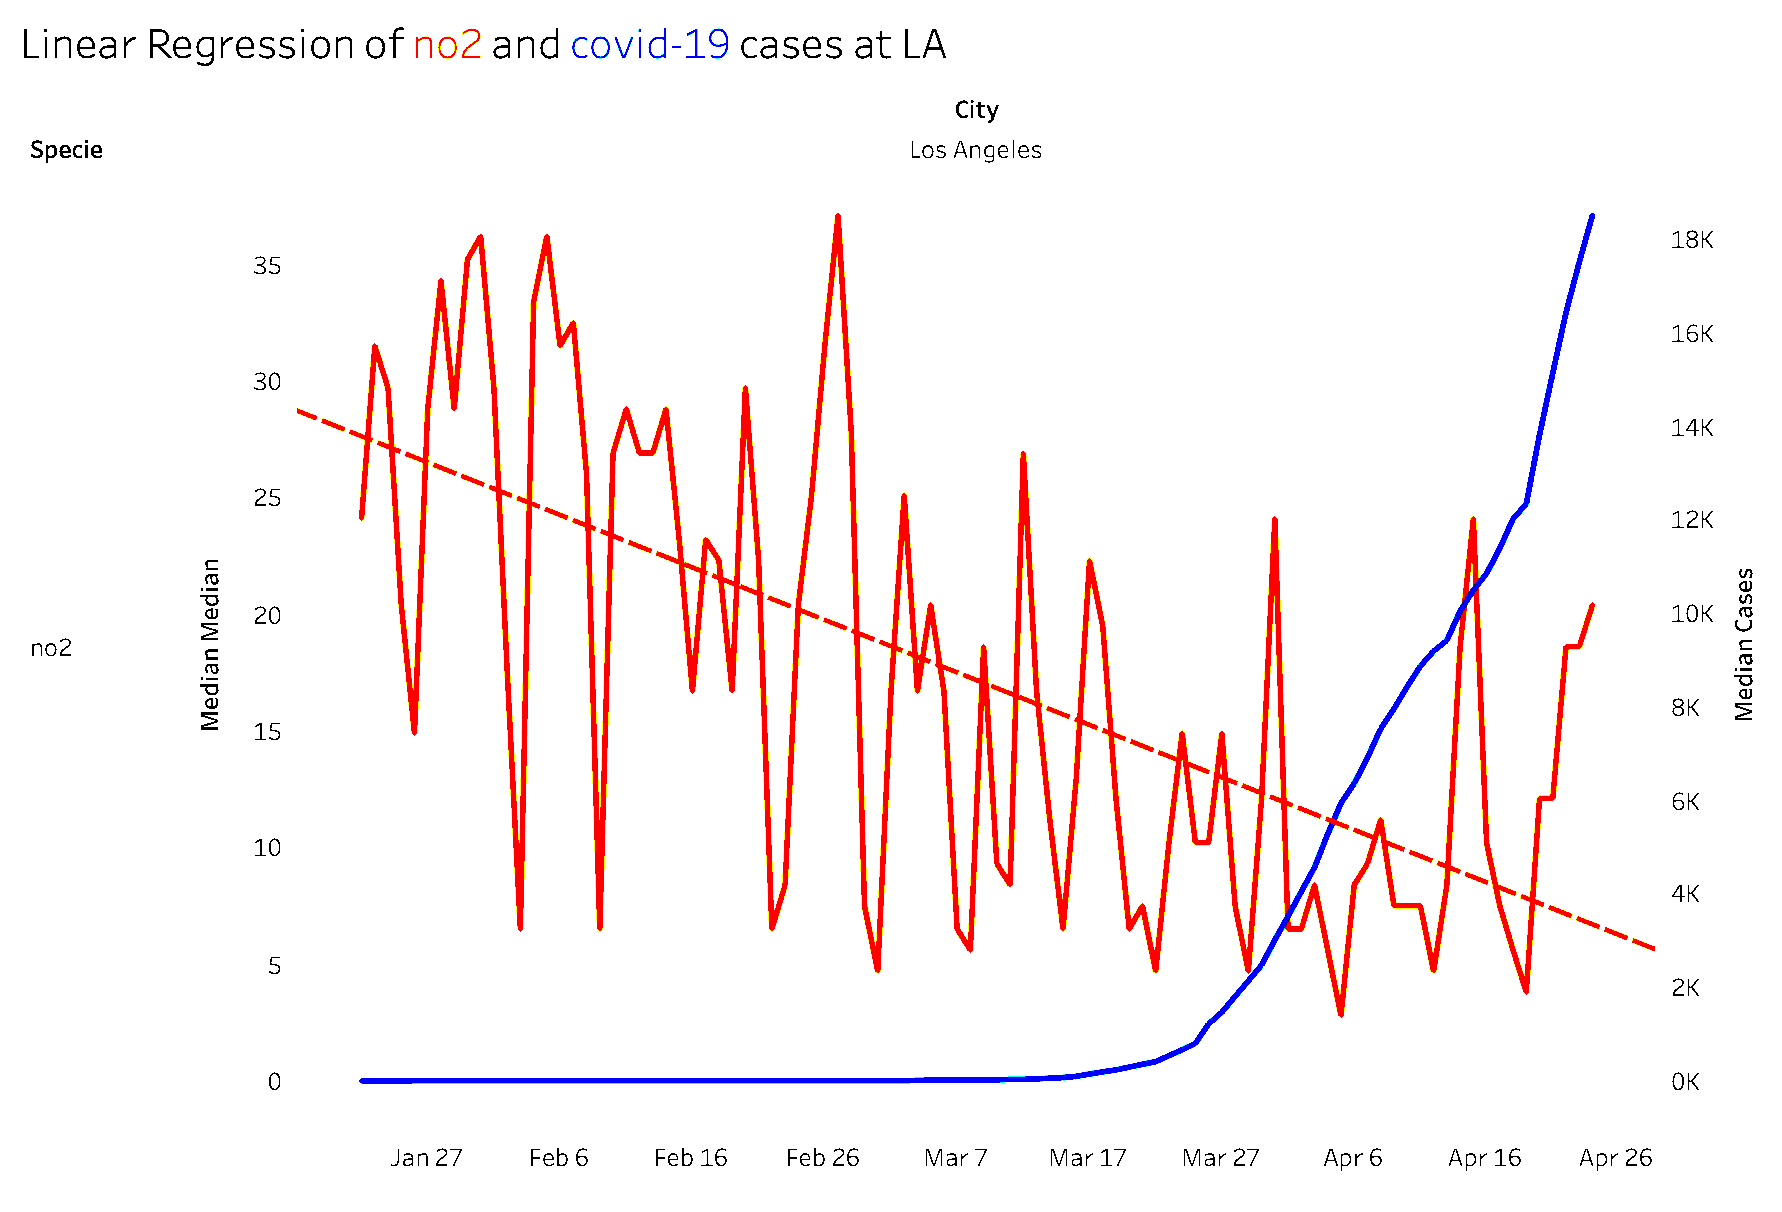 Linear Regression of no2 and covid-19 cases at LA
City
Specie
Los Angeles
35
30
25
20
15
10
5
0
Median Median
no2
18K
16K
14K
12K
10K
8K
6K
4K
2K
0K
Median Cases
Jan 27 Feb 6 Feb 16 Feb 26 Mar 7 Mar 17 Mar 27 Apr 6 Apr 16 Apr 26